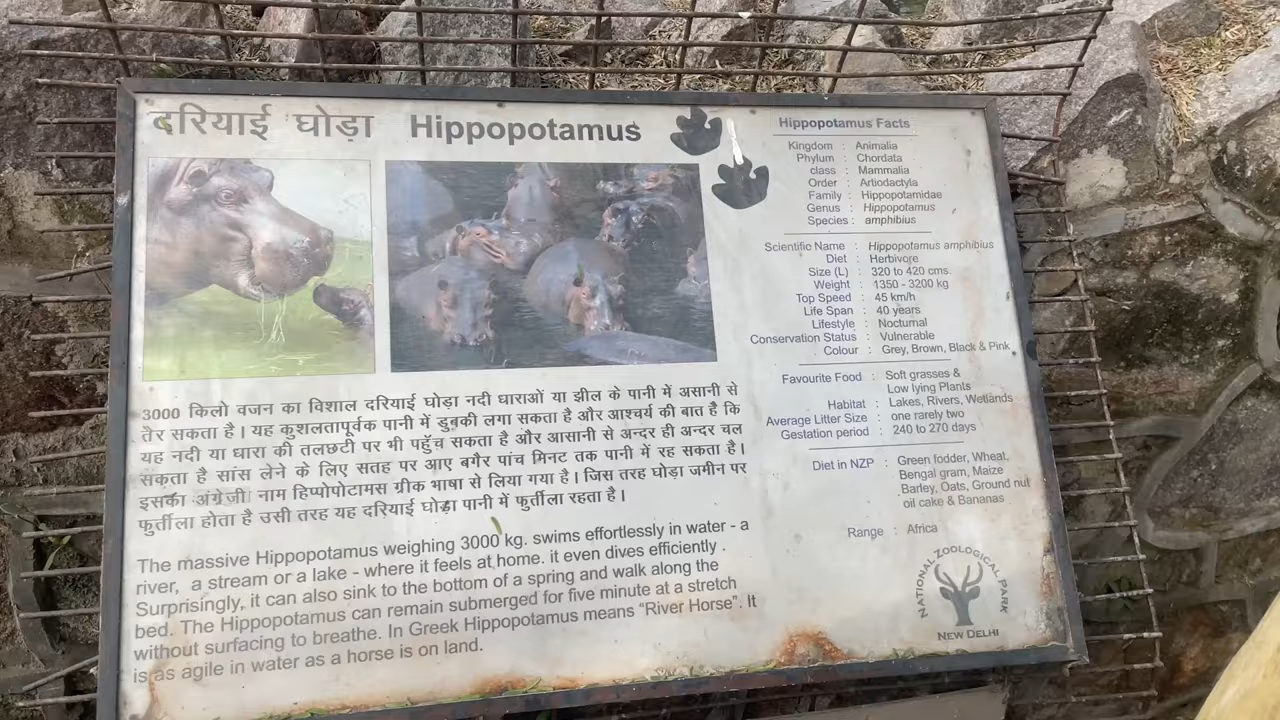 दरियाई घोड़ा Hippopotamus
3000 किलो वजन का विशाल दरियाई घोड़ा नदी धाराओं या झील के पानी में असानी से
तैर सकता है। यह कुशलतापूर्वक पानी में डुबकी लगा सकता है और आश्चर्य की बात है कि
यह नदी या धारा की तलछटी पर भी पहुँच सकता है और आसानी से अन्दर ही अन्दर चल
सकता है सांस लेने के लिए सतह पर आए बगैर पांच मिनट तक पानी में रह सकता है।
इसका अंग्रेजी नाम हिप्पोपोटामस ग्रीक भाषा से लिया गया है। जिस तरह घोड़ा जमीन पर
फुर्तीला होता है उसी तरह यह दरियाई घोड़ा पानी में फुर्तीला रहता है।
The massive Hippopotamus weighing 3000 kg. swims effortlessly in water - a
river, a stream or a lake - where it feels at home. it even dives efficiently .
Surprisingly, it can also sink to the bottom of a spring and walk along the
bed. The Hippopotamus can remain submerged for five minute at a stretch
without surfacing to breathe. In Greek Hippopotamus means “River Horse”. It
is as agile in water as a horse is on land.
Hippopotamus Facts
Kingdom : Animalia
Phylum : Chordata
class : Mammalia
Order : Artiodactyla
Family : Hippopotamidae
Genus : Hippopotamus
Species : amphibius
Scientific Name : Hippopotamus amphibius
Diet : Herbivore
Size (L) : 320 to 420 cms.
Weight : 1350 - 3200 kg
Top Speed : 45 km/h
Life Span : 40 years
Lifestyle : Nocturnal
Conservation Status : Vulnerable
Colour : Grey, Brown, Black & Pink
Favourite Food : Soft grasses &
Low lying Plants
Habitat : Lakes, Rivers, Wetlands
Average Litter Size : one rarely two
Gestation period : 240 to 270 days
Diet in NZP : Green fodder, Wheat,
Bengal gram, Maize
Barley, Oats, Ground nut
oil cake & Bananas
Range : Africa
NATIONAL ZOOLOGICAL PARK
NEW DELHI